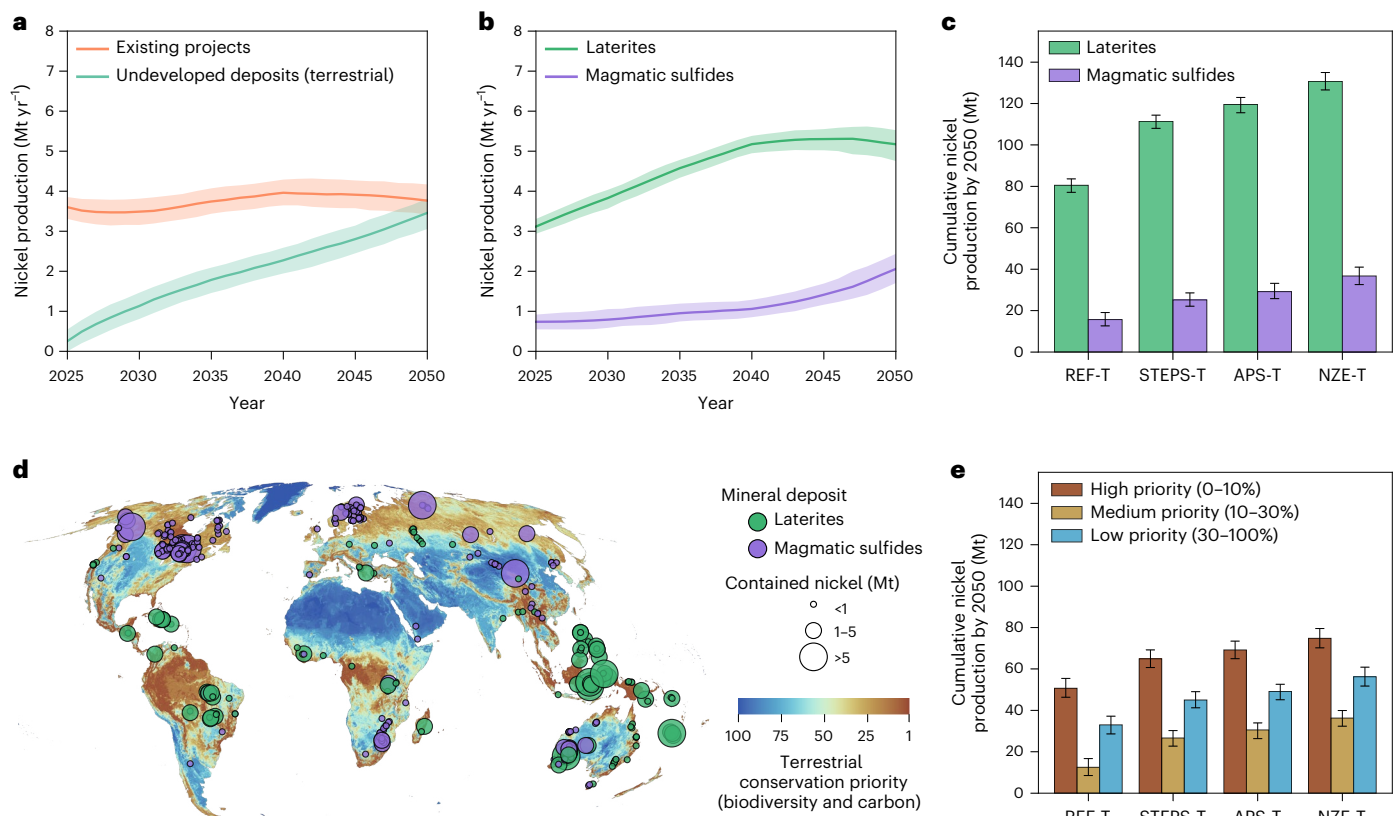 a
8
7
6
5
4
3
2
1
0
Nickel production (Mt yr⁻¹)
Existing projects
Undeveloped deposits (terrestrial)
2025 2030 2035 2040 2045 2050
Year
b
8
7
6
5
4
3
2
1
0
Nickel production (Mt yr⁻¹)
Laterites
Magmatic sulfides
2025 2030 2035 2040 2045 2050
Year
c
140
120
100
80
60
40
20
0
Cumulative nickel
production by 2050 (Mt)
Laterites
Magmatic sulfides
REF-T STEPS-T APS-T NZE-T
d
Mineral deposit
Laterites
Magmatic sulfides
Contained nickel (Mt)
<1
1–5
>5
100 75 50 25 1
Terrestrial
conservation priority
(biodiversity and carbon)
e
140
120
100
80
60
40
20
0
Cumulative nickel
production by 2050 (Mt)
High priority (0–10%)
Medium priority (10–30%)
Low priority (30–100%)
REF-T STEPS-T APS-T NZE-T